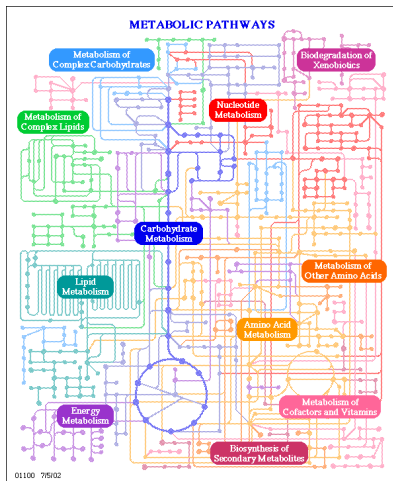 METABOLIC PATHWAYS
Metabolism of
Complex Carbohydrates
Biodegradation of
Xenobiotics
Nucleotide
Metabolism
Metabolism of
Complex Lipids
Carbohydrate
Metabolism
Metabolism of
Other Amino Acids
Lipid
Metabolism
Amino Acid
Metabolism
Metabolism of
Cofactors and Vitamins
Energy
Metabolism
Biosynthesis of
Secondary Metabolites
01100 7/5/02